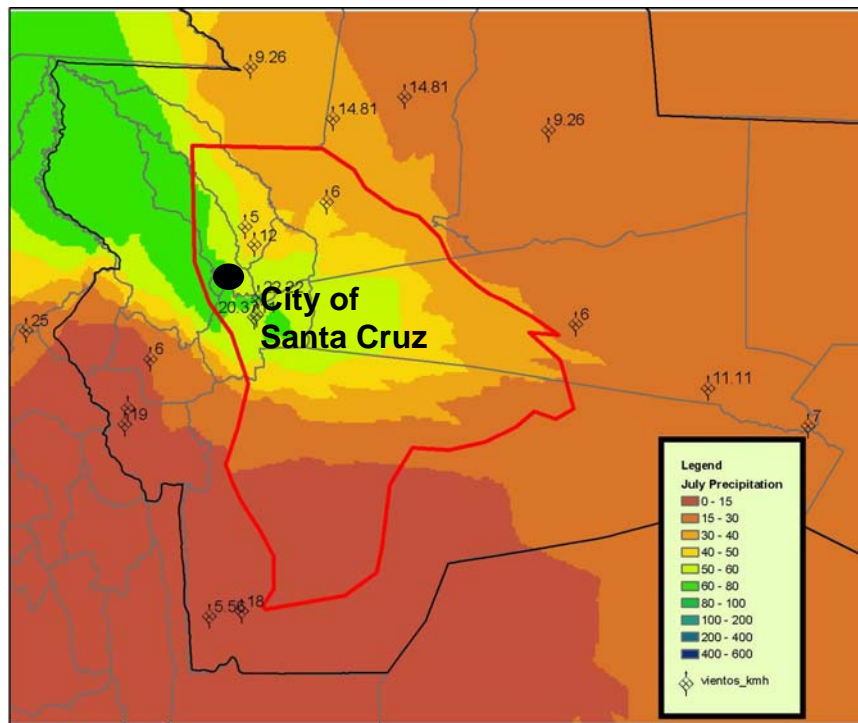 9.26
14.81
14.81
9.26
6
5
12
20.37
City of
Santa Cruz
25
6
6
19
11.11
7
5.56
18
Legend
July Precipitation
0 - 15
15 - 30
30 - 40
40 - 50
50 - 60
60 - 80
80 - 100
100 - 200
200 - 400
400 - 600
vientos_kmh